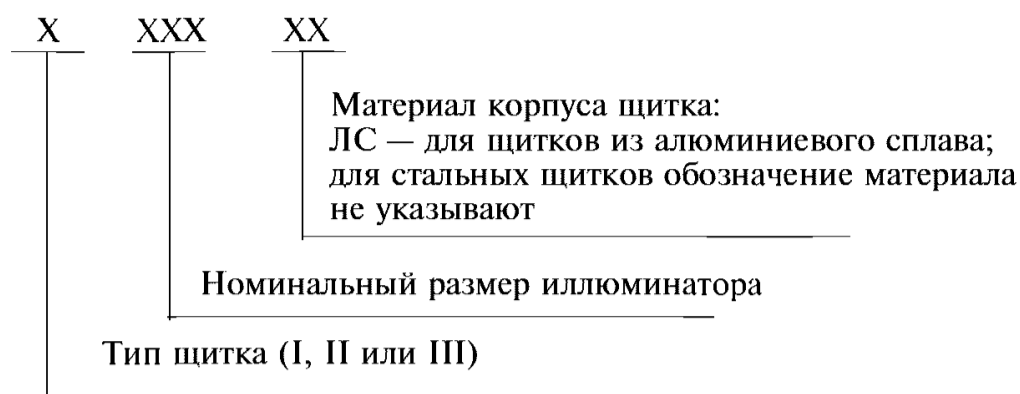 X XXX XX
Материал корпуса щитка:
ЛС — для щитков из алюминиевого сплава;
для стальных щитков обозначение материала
не указывают
Номинальный размер иллюминатора
Тип щитка (I, II или III)